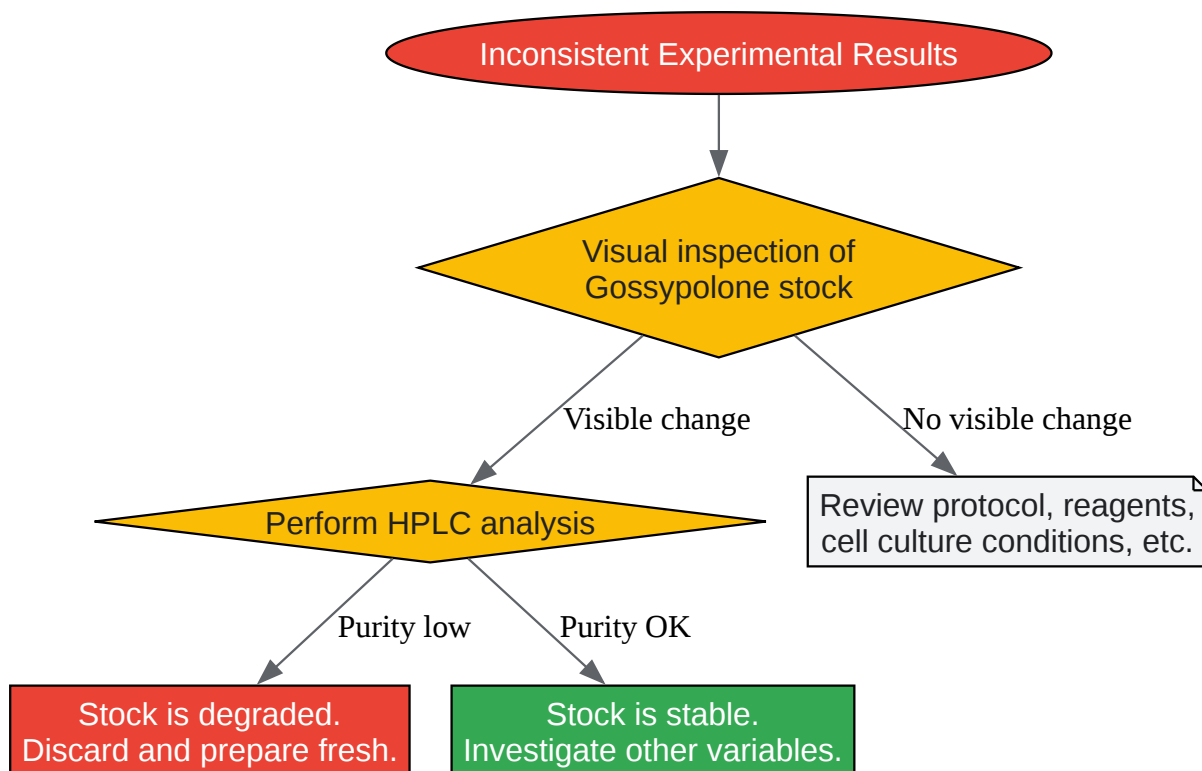 Inconsistent Experimental Results
Visual inspection of
Gossypolone stock
Visible change
No visible change
Perform HPLC analysis
Review protocol, reagents,
cell culture conditions, etc.
Purity low
Purity OK
Stock is degraded.
Discard and prepare fresh.
Stock is stable.
Investigate other variables.